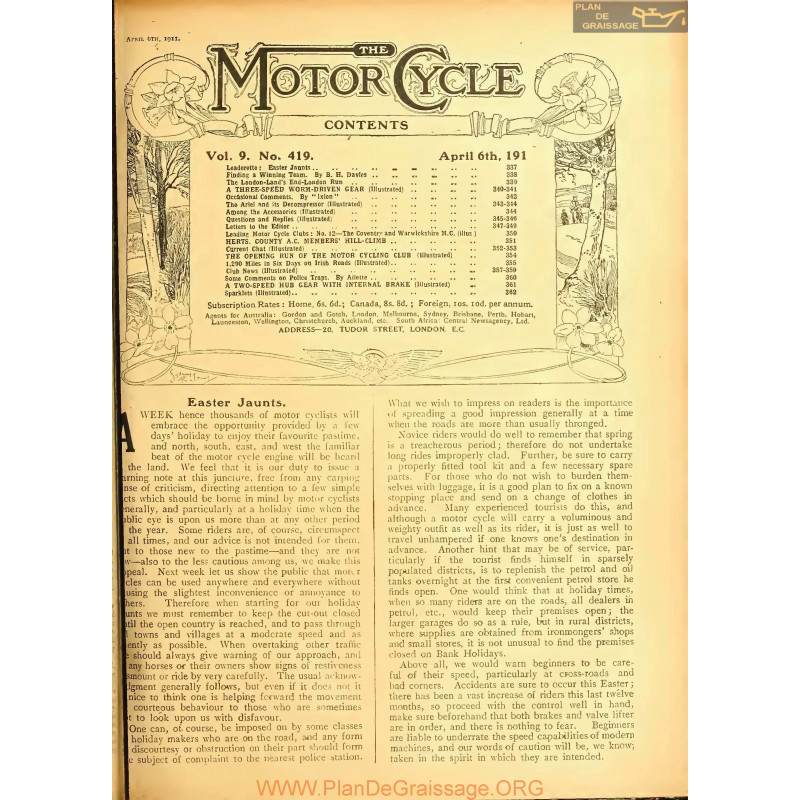 PLAN
DE
GRAISSAGE
APRIL 6TH, 1911.
THE
MOTOR CYCLE
CONTENTS
Vol. 9. No. 419. April 6th, 191
Leaderette: Easter Jaunts .. 337
Finding a Winning Team. By B. H. Davies .. 338
The London-Land's End-London Run .. 339
A THREE-SPEED WORM-DRIVEN GEAR (Illustrated) .. 340-341
Occasional Comments. By "Ixion" .. 342
The Ariel and its Decompressor (Illustrated) .. 343-344
Among the Accessories (Illustrated) .. 344
Questions and Replies (Illustrated) .. 345-346
Letters to the Editor .. 347-349
Leading Motor Cycle Clubs: No. 12—The Coventry and Warwickshire M.C. (Illus) 350
HERTS. COUNTY A.C. MEMBERS' HILL-CLIMB .. 351
Current Chat (Illustrated) .. 352-353
THE OPENING RUN OF THE MOTOR CYCLING CLUB (Illustrated) .. 354
1,290 Miles in Six Days on Irish Roads (Illustrated) .. 355
Club News (Illustrated) .. 357-359
Some Comments on Police Traps. By Ailette .. 360
A TWO-SPEED HUB GEAR WITH INTERNAL BRAKE (Illustrated) .. 361
Sparklets (Illustrated) .. 362
Subscription Rates: Home, 6s. 6d.; Canada, 8s. 8d.; Foreign, 10s. 10d. per annum.
Agents for Australia: Gordon and Gotch, London, Melbourne, Sydney, Brisbane, Perth, Hobart,
Launceston, Wellington, Christchurch, Auckland, etc. South Africa: Central Newsagency, Ltd.
ADDRESS—20, TUDOR STREET, LONDON, E.C.
Easter Jaunts.
A WEEK hence thousands of motor cyclists will
embrace the opportunity provided by a few
days' holiday to enjoy their favourite pastime,
and north, south, east, and west the familiar
beat of the motor cycle engine will be heard
the land. We feel that it is our duty to issue a
arning note at this juncture, free from any carping
nse of criticism, directing attention to a few simple
cts which should be borne in mind by motor cyclists
nerally, and particularly at a holiday time when the
ublic eye is upon us more than at any other period
the year. Some riders are, of course, circumspect
all times, and our advice is not intended for them,
t to those new to the pastime—and they are not
w—also to the less cautious among us, we make this
peal. Next week let us show the public that motor
cles can be used anywhere and everywhere without
using the slightest inconvenience or annoyance to
hers. Therefore when starting for our holiday
unts we must remember to keep the cut-out closed
til the open country is reached, and to pass through
towns and villages at a moderate speed and as
ently as possible. When overtaking other traffic
e should always give warning of our approach, and
any horses or their owners show signs of restiveness
smount or ride by very carefully. The usual acknow-
dgment generally follows, but even if it does not it
nice to think one is helping forward the movement
courteous behaviour to those who are sometimes
t to look upon us with disfavour.
One can, of course, be imposed on by some classes
holiday makers who are on the road, and any form
discourtesy or obstruction on their part should form
e subject of complaint to the nearest police station.
What we wish to impress on readers is the importance
of spreading a good impression generally at a time
when the roads are more than usually thronged.
Novice riders would do well to remember that spring
is a treacherous period; therefore do not undertake
long rides improperly clad. Further, be sure to carry
a properly fitted tool kit and a few necessary spare
parts. For those who do not wish to burden them-
selves with luggage, it is a good plan to fix on a known
stopping place and send on a change of clothes in
advance. Many experienced tourists do this, and
although a motor cycle will carry a voluminous and
weighty outfit as well as its rider, it is just as well to
travel unhampered if one knows one's destination in
advance. Another hint that may be of service, par-
ticularly if the tourist finds himself in sparsely
populated districts, is to replenish the petrol and oil
tanks overnight at the first convenient petrol store he
finds open. One would think that at holiday times,
when so many riders are on the roads, all dealers in
petrol, etc., would keep their premises open; the
larger garages do so as a rule, but in rural districts,
where supplies are obtained from ironmongers' shops
and small stores, it is not unusual to find the premises
closed on Bank Holidays.
Above all, we would warn beginners to be care-
ful of their speed, particularly at cross-roads and
bad corners. Accidents are sure to occur this Easter;
there has been a vast increase of riders this last twelve
months, so proceed with the control well in hand,
make sure beforehand that both brakes and valve lifter
are in order, and there is nothing to fear. Beginners
are liable to underrate the speed capabilities of modern
machines, and our words of caution will be, we know;
taken in the spirit in which they are intended.
www.PlanDeGraissage.ORG